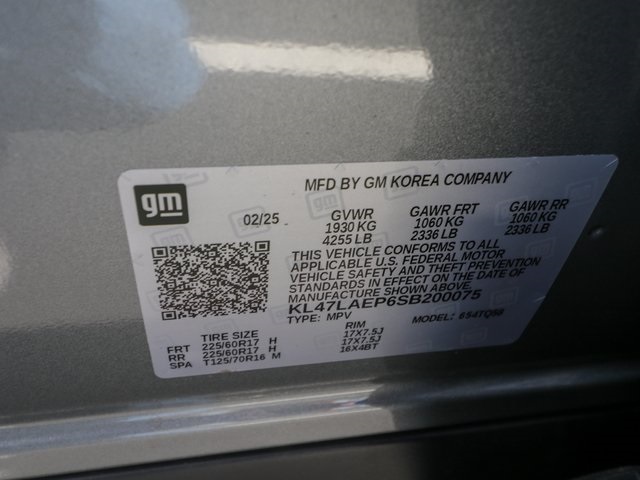 gm
MFD BY GM KOREA COMPANY
02/25 GVWR GAWR FRT GAWR RR
1930 KG 1060 KG 1060 KG
4255 LB 2336 LB 2336 LB
THIS VEHICLE CONFORMS TO ALL
APPLICABLE U.S. FEDERAL MOTOR
VEHICLE SAFETY AND THEFT PREVENTION
STANDARDS IN EFFECT ON THE DATE OF
MANUFACTURE SHOWN ABOVE.
KL47LAEP6SB200075
TYPE: MPV MODEL:
TIRE SIZE RIM
FRT 225/60R17 H 17X7.5J
RR 225/60R17 H 17X7.5J
SPA T125/70R16 M 16X4BT